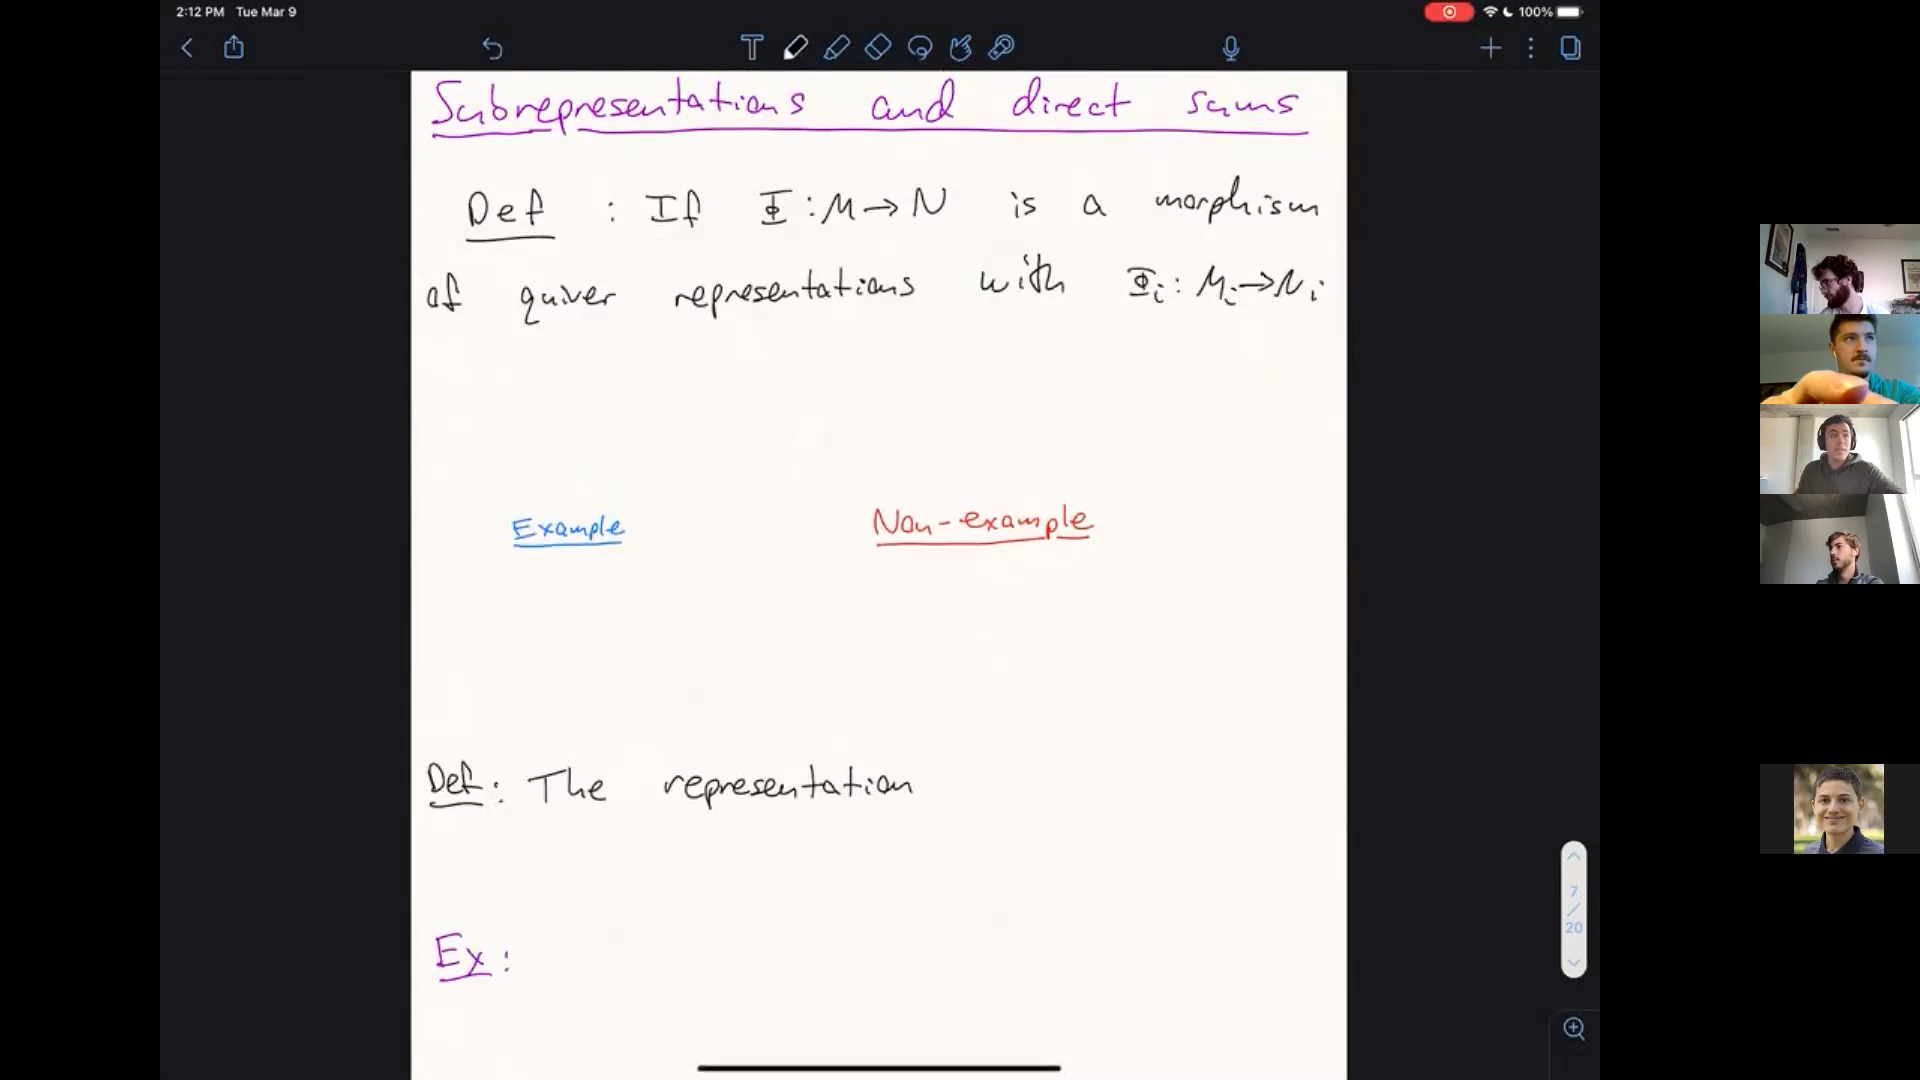 2:12 PM Tue Mar 9
100%
Subrepresentations and direct sums
Def : If Φ : M → N is a morphism
of quiver representations with Φi : Mi → Ni
Example
Non-example
Def : The representation
Ex :
7
/
20